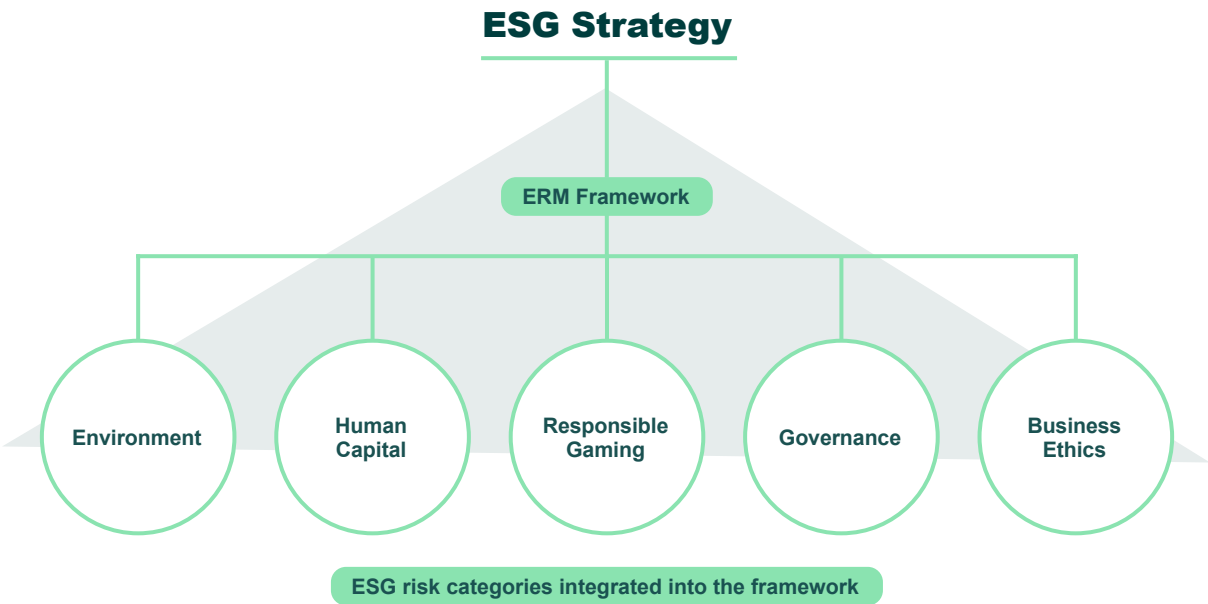 ESG Strategy
ERM Framework
Environment
Human
Capital
Responsible
Gaming
Governance
Business
Ethics
ESG risk categories integrated into the framework